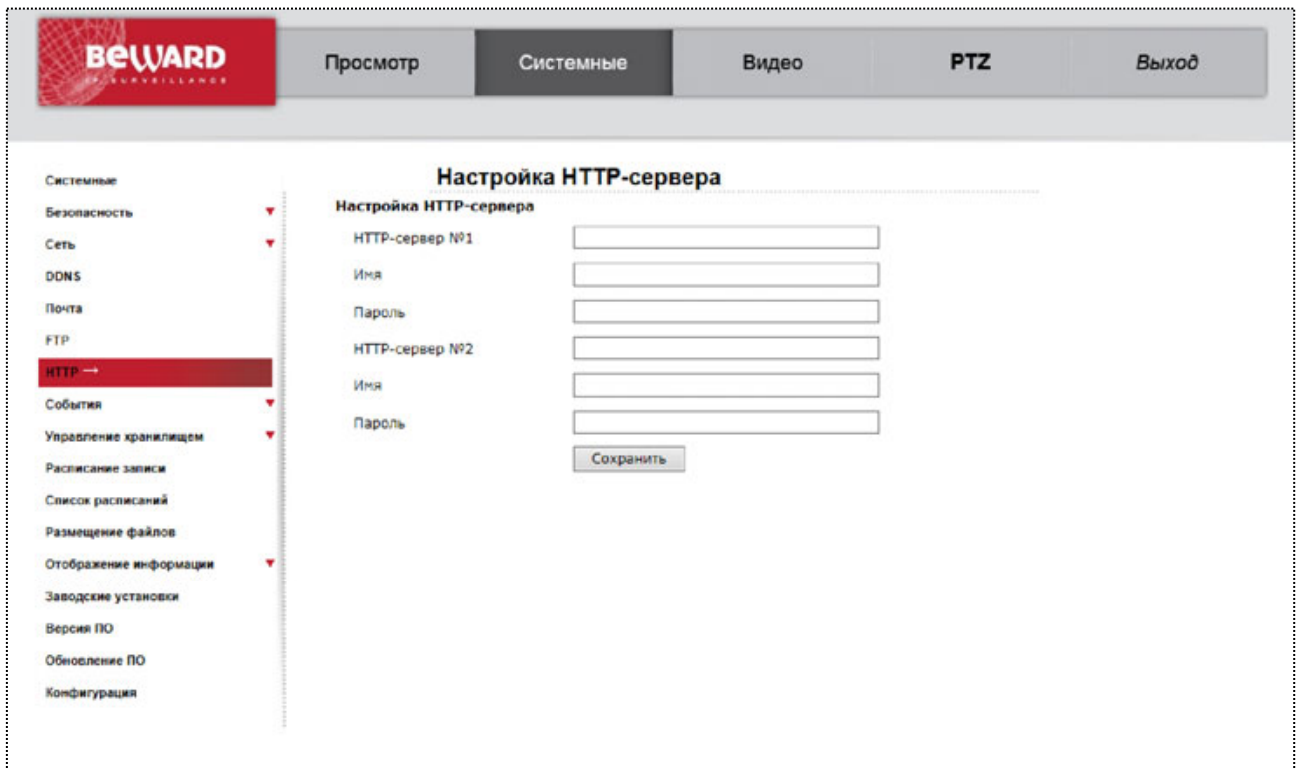 BEWARD
IP SURVEILLANCE
Просмотр
Системные
Видео
PTZ
Выход
Системные
Безопасность
Сеть
DDNS
Почта
FTP
HTTP →
События
Управление хранилищем
Расписание записи
Список расписаний
Размещение файлов
Отображение информации
Заводские установки
Версия ПО
Обновление ПО
Конфигурация
Настройка HTTP-сервера
Настройка HTTP-сервера
HTTP-сервер №1
Имя
Пароль
HTTP-сервер №2
Имя
Пароль
Сохранить